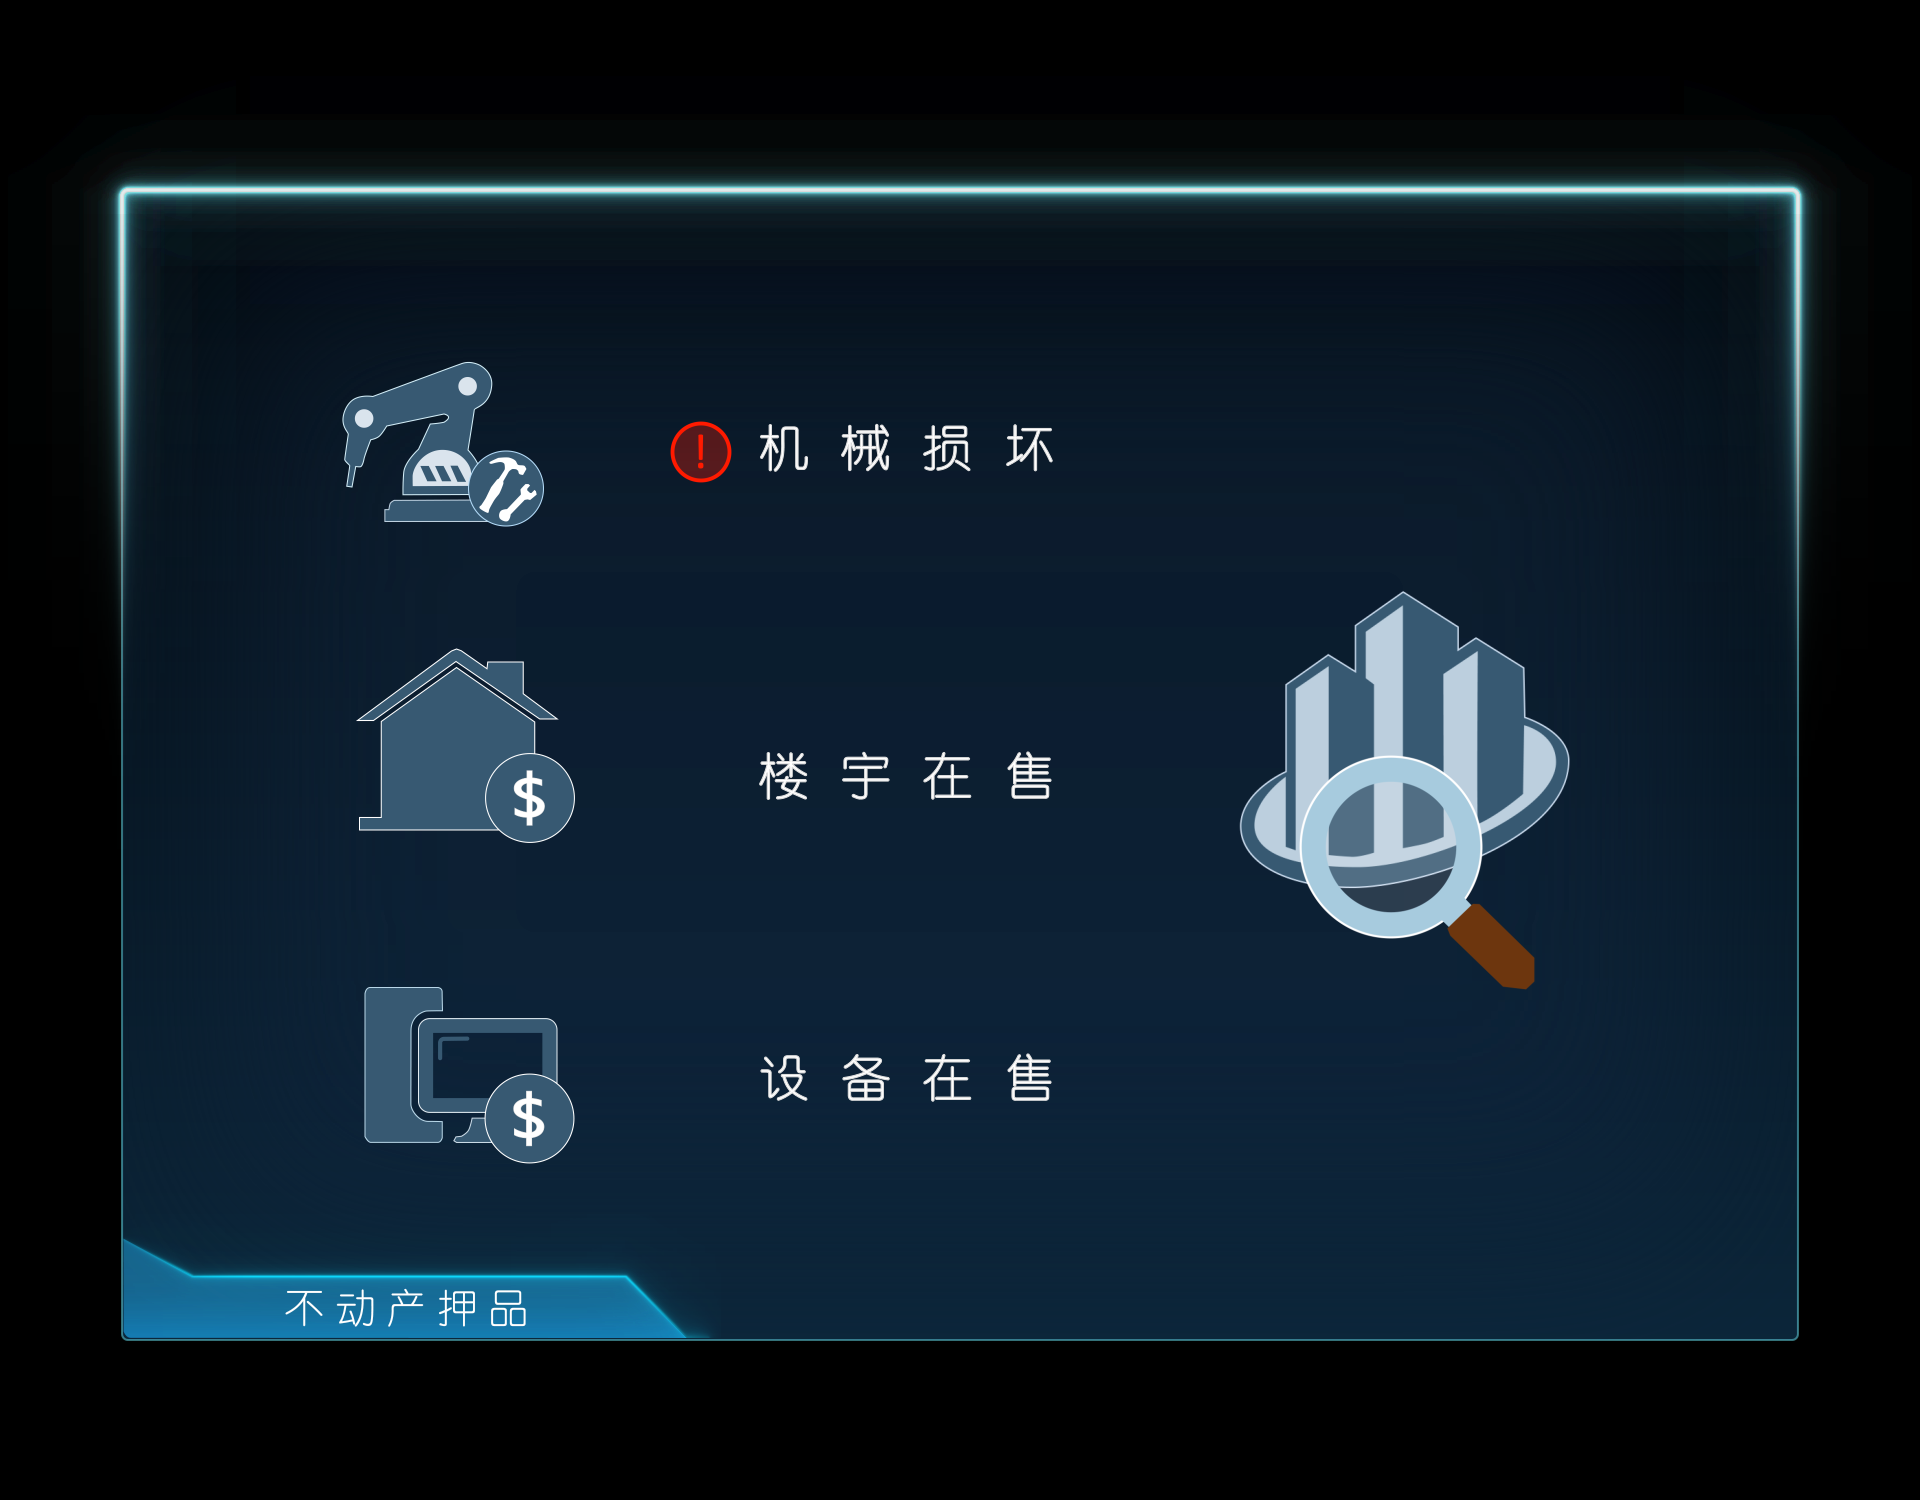 ! 机械损坏
楼宇在售
$
设备在售
$
不动产押品